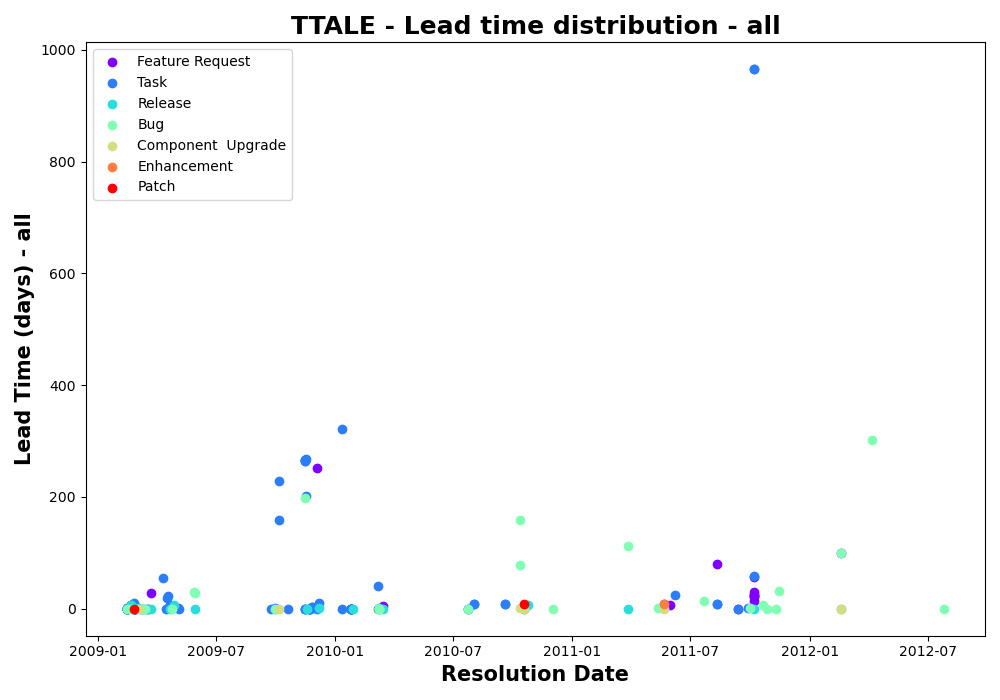 TTALE - Lead time distribution - all
Lead Time (days) - all
1000
800
600
400
200
0
Feature Request
Task
Release
Bug
Component  Upgrade
Enhancement
Patch
2009-01
2009-07
2010-01
2010-07
2011-01
2011-07
2012-01
2012-07
Resolution Date